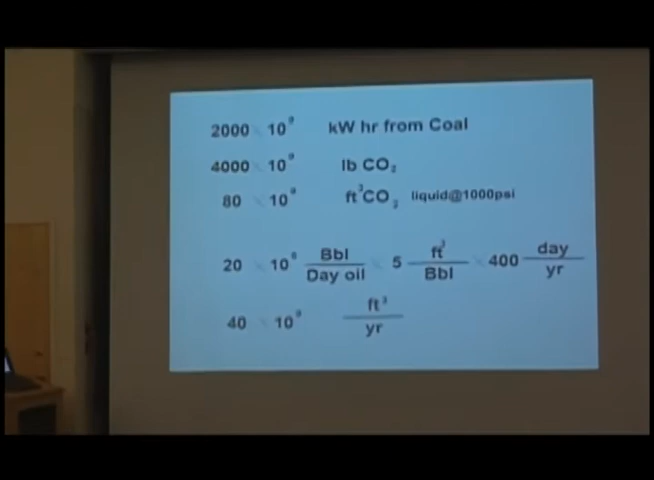 2000 × 10⁹ kW hr from Coal
4000 × 10⁹ lb CO₂
80 × 10⁹ ft³CO₂ liquid@1000psi
20 × 10⁶ Bbl/Day oil × 5 ft³/Bbl × 400 day/yr
40 × 10⁹ ft³/yr